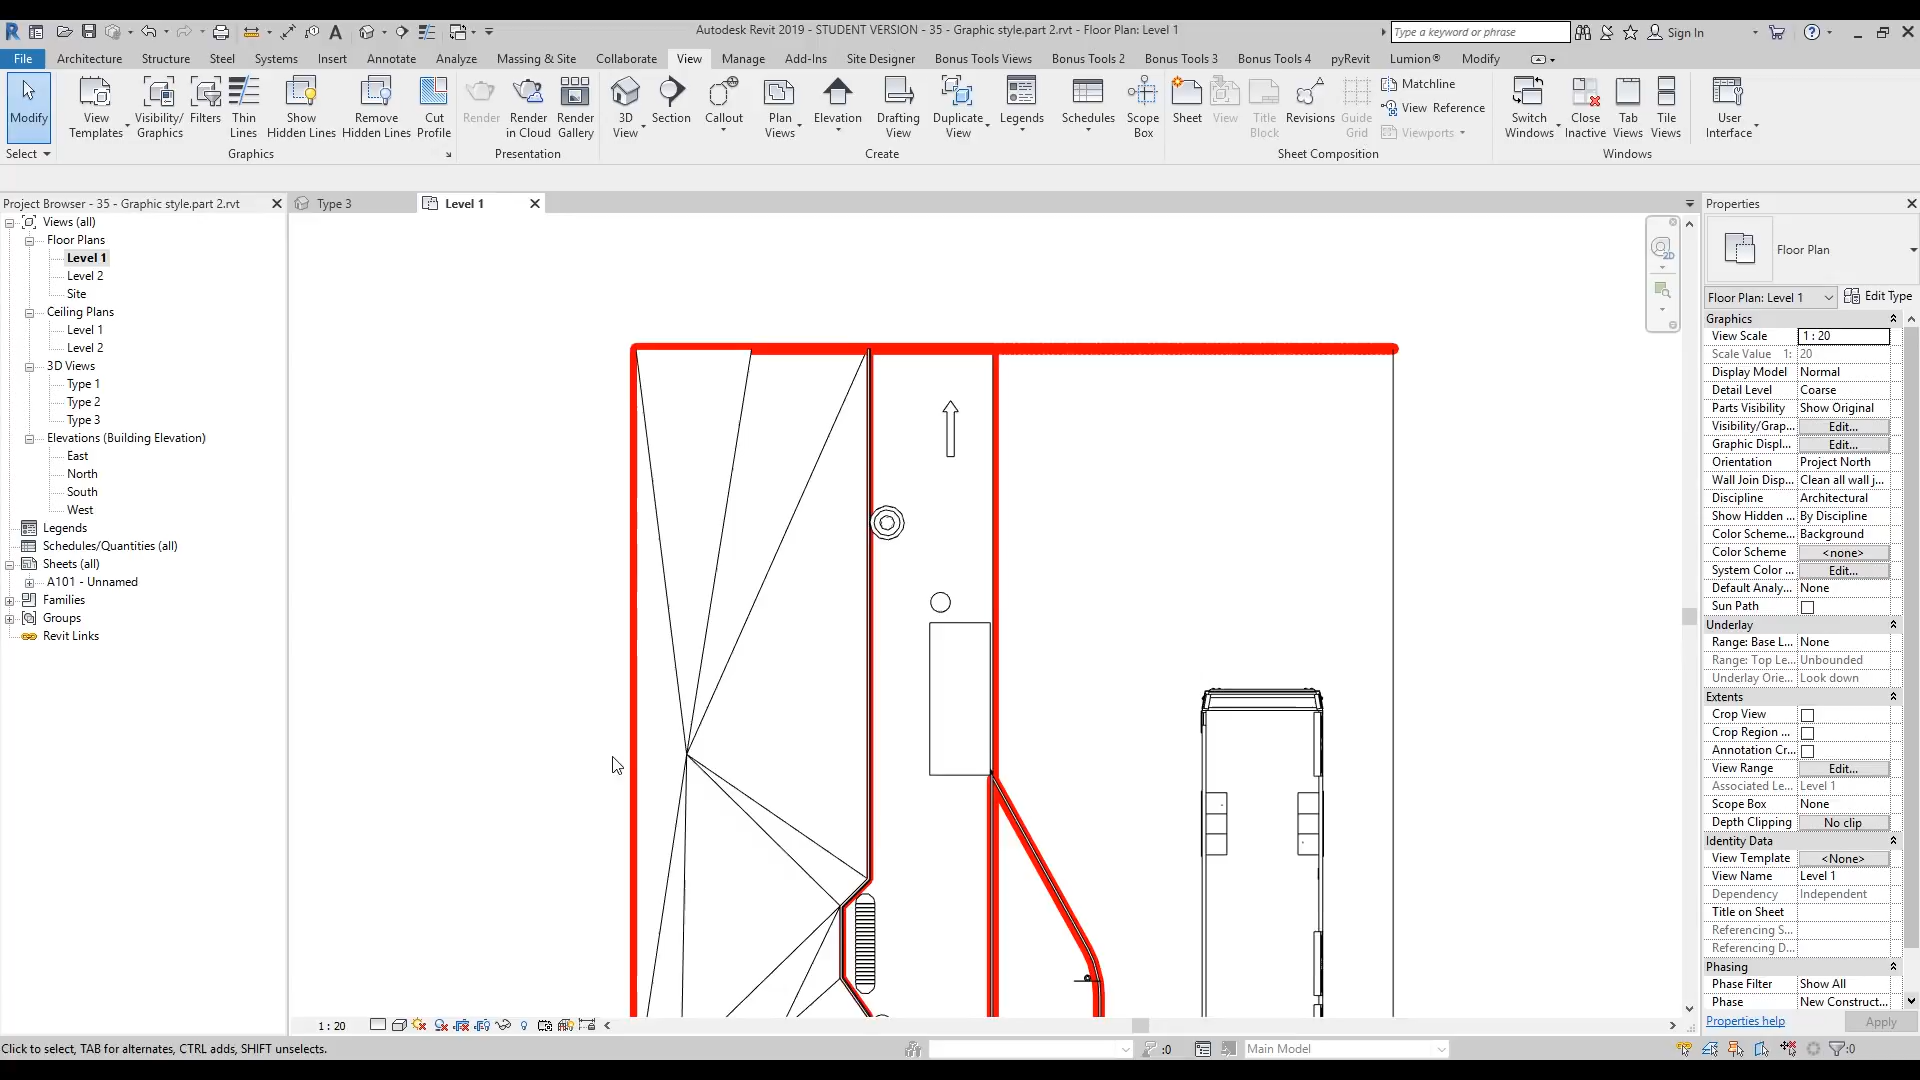 Autodesk Revit 2019 - STUDENT VERSION - 35 - Graphic style.part 2.rvt - Floor Plan: Level 1
Type a keyword or phrase
Sign In
File Architecture Structure Steel Systems Insert Annotate Analyze Massing & Site Collaborate View Manage Add-Ins Site Designer Bonus Tools Views Bonus Tools 2 Bonus Tools 3 Bonus Tools 4 pyRevit Lumion® Modify
Modify
View Templates
Visibility/ Graphics
Filters
Thin Lines
Show Hidden Lines
Remove Hidden Lines
Cut Profile
Render
Render in Cloud
Render Gallery
3D View
Section
Callout
Plan Views
Elevation
Drafting View
Duplicate View
Legends
Schedules
Scope Box
Sheet
View
Title Block
Revisions
Guide Grid
Matchline
View Reference
Viewports
Switch Windows
Close Inactive
Tab Views
Tile Views
User Interface
Select Graphics Presentation Create Sheet Composition Windows
Project Browser - 35 - Graphic style.part 2.rvt
Views (all)
Floor Plans
Level 1
Level 2
Site
Ceiling Plans
Level 1
Level 2
3D Views
Type 1
Type 2
Type 3
Elevations (Building Elevation)
East
North
South
West
Legends
Schedules/Quantities (all)
Sheets (all)
A101 - Unnamed
Families
Groups
Revit Links
Type 3
Level 1
2D
Properties
Floor Plan
Floor Plan: Level 1 Edit Type
Graphics
View Scale 1 : 20
Scale Value 1: 20
Display Model Normal
Detail Level Coarse
Parts Visibility Show Original
Visibility/Grap... Edit...
Graphic Displ... Edit...
Orientation Project North
Wall Join Disp... Clean all wall j...
Discipline Architectural
Show Hidden ... By Discipline
Color Scheme... Background
Color Scheme <none>
System Color ... Edit...
Default Analy... None
Sun Path
Underlay
Range: Base L... None
Range: Top Le... Unbounded
Underlay Orie... Look down
Extents
Crop View
Crop Region ...
Annotation Cr...
View Range Edit...
Associated Le... Level 1
Scope Box None
Depth Clipping No clip
Identity Data
View Template <None>
View Name Level 1
Dependency Independent
Title on Sheet
Referencing S...
Referencing D...
Phasing
Phase Filter Show All
Phase New Construct...
Properties help Apply
1 : 20
Click to select, TAB for alternates, CTRL adds, SHIFT unselects.
:0
Main Model
:0